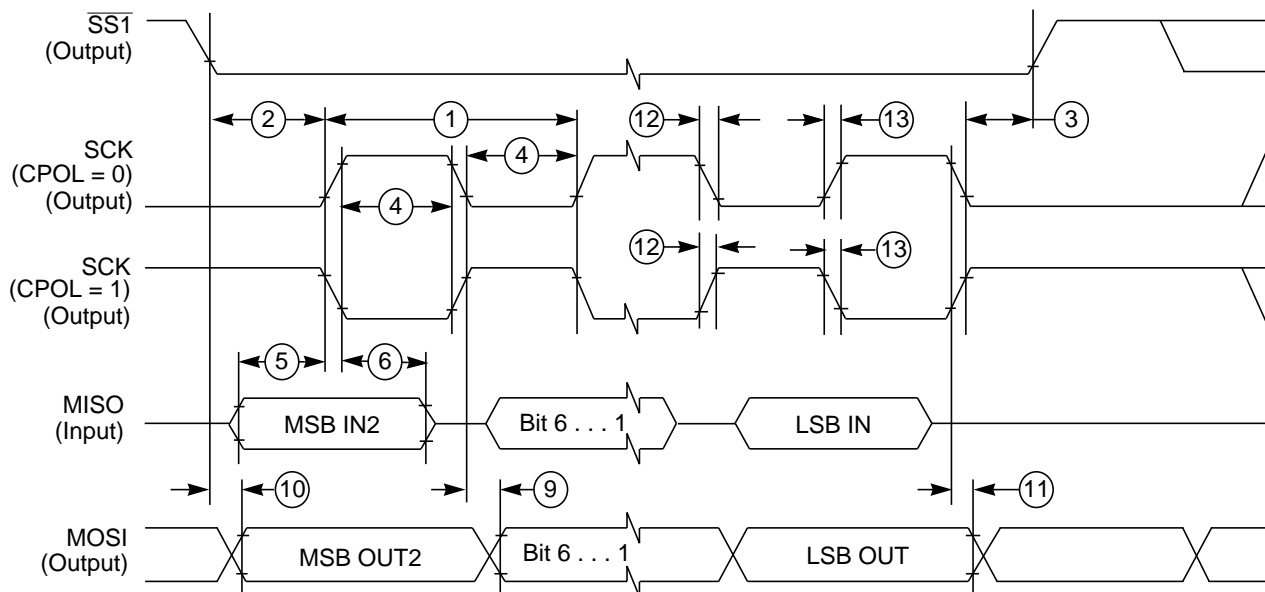 SS1
(Output)
2
1
12
13
3
SCK
(CPOL = 0)
(Output)
4
4
12
13
SCK
(CPOL = 1)
(Output)
5
6
MISO
(Input)
MSB IN2
Bit 6 . . . 1
LSB IN
10
9
11
MOSI
(Output)
MSB OUT2
Bit 6 . . . 1
LSB OUT